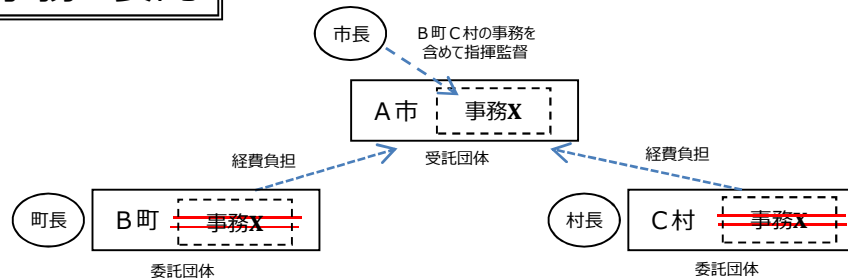 市長
B町C村の事務を
含めて指揮監督
A市 事務X
受託団体
経費負担
経費負担
町長
B町 事務X
委託団体
村長
C村 事務X
委託団体